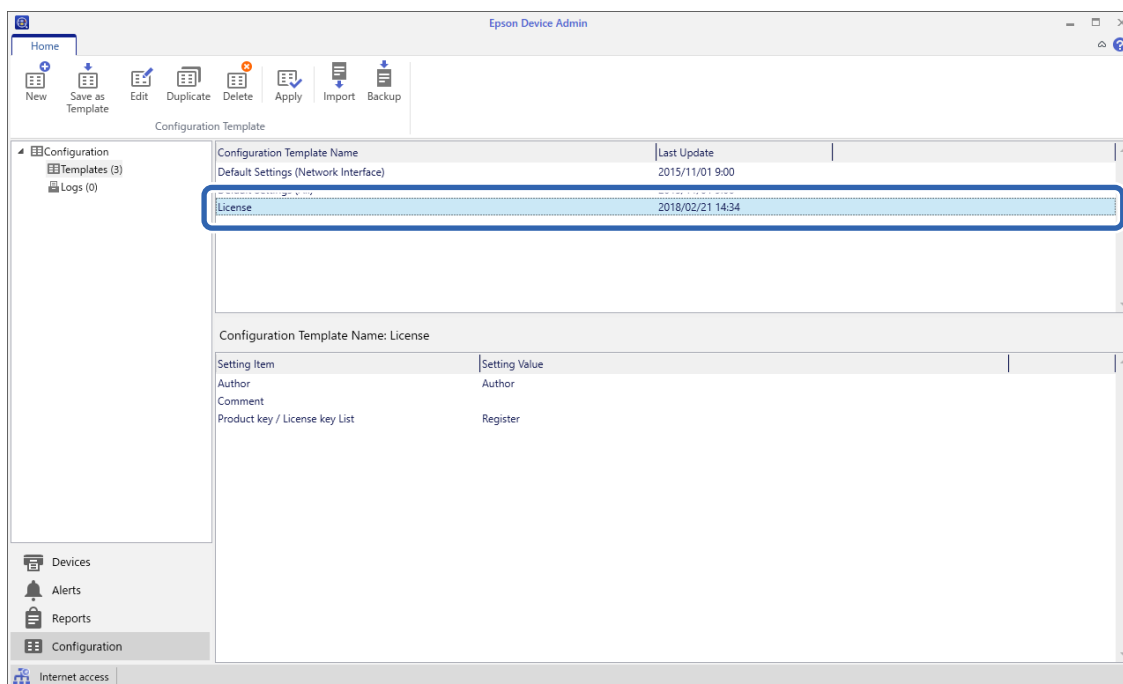 Epson Device Admin
Home
New
Save as
Template
Edit
Duplicate
Delete
Apply
Import
Backup
Configuration Template
Configuration
Templates (3)
Logs (0)
Configuration Template Name Last Update
Default Settings (Network Interface) 2015/11/01 9:00
License 2018/02/21 14:34
Configuration Template Name: License
Setting Item Setting Value
Author Author
Comment
Product key / License key List Register
Devices
Alerts
Reports
Configuration
Internet access